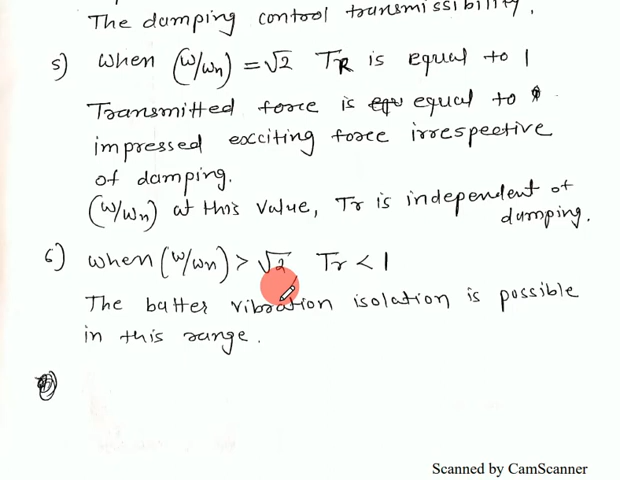 The damping contool transmissibility.
5) when (ω/ωn) = √2 TR is equal to 1
Transmitted force is equal to
impressed exciting force irrespective
of damping.
(ω/ωn) at this value, Tr is independent of
damping.
6) when (ω/ωn) > √2 Tr < 1
The batter vibration isolation is possible
in this range.
Scanned by CamScanner